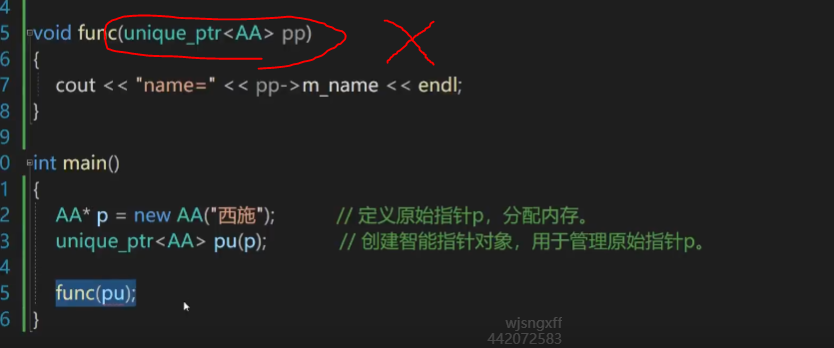 4
5 void func(unique_ptr<AA> pp)
6 {
7 cout << "name=" << pp->m_name << endl;
8 }
9
0 int main()
1 {
2 AA* p = new AA("西施"); // 定义原始指针p，分配内存。
3 unique_ptr<AA> pu(p); // 创建智能指针对象，用于管理原始指针p。
4
5 func(pu);
6 }
wjsngxff
442072583